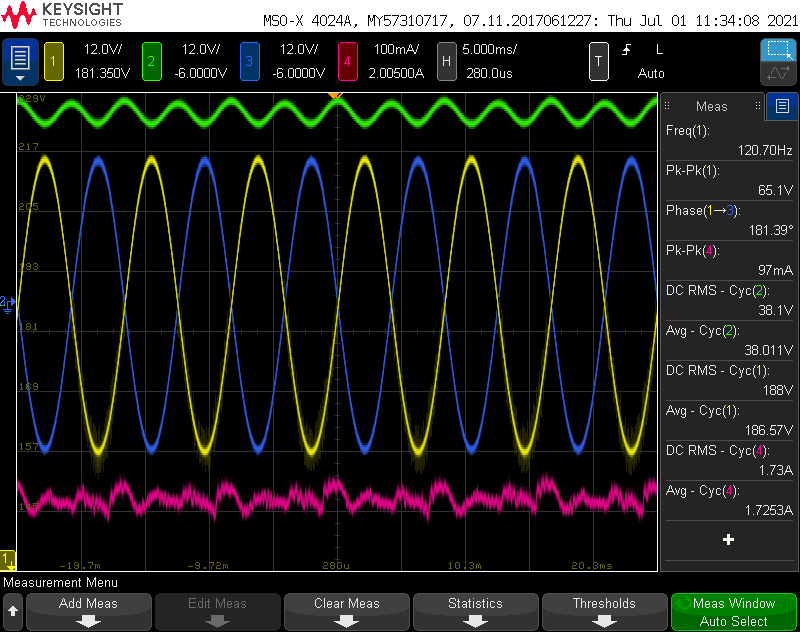 KEYSIGHT
TECHNOLOGIES
MSO-X 4024A, MY57310717, 07.11.2017061227: Thu Jul 01 11:34:08 2021
1 12.0V/ 181.350V
2 12.0V/ -6.0000V
3 12.0V/ -6.0000V
4 100mA/ 2.00500A
H 5.000ms/ 280.0us
T L Auto
229V
217
205
193
181
169
157
-19.7m -9.72m 280u 10.3m 20.3ms
2
1
Meas
Freq(1):
120.70Hz
Pk-Pk(1):
65.1V
Phase(1→3):
181.39°
Pk-Pk(4):
97mA
DC RMS - Cyc(2):
38.1V
Avg - Cyc(2):
38.011V
DC RMS - Cyc(1):
188V
Avg - Cyc(1):
186.57V
DC RMS - Cyc(4):
1.73A
Avg - Cyc(4):
1.7253A
+
Measurement Menu
Add Meas
Edit Meas
Clear Meas
Statistics
Thresholds
Meas Window
Auto Select